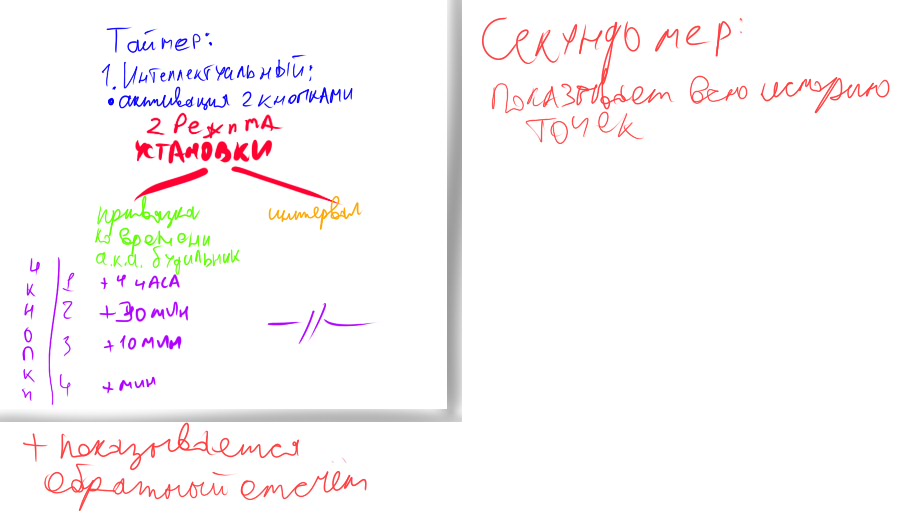 Таймер:
1. Интеллектуальный:
• активация 2 кнопками
2 Режима
УСТАНОВКИ
привязка
ко времени
а.к.а. будильник
интервал
4 кнопки
1 + 4 ЧАСА
2 + 30 мин
3 + 10 мин
4 + мин
—//—
+ показывается
обратный отсчёт
Секундомер:
показывает всю историю
точек